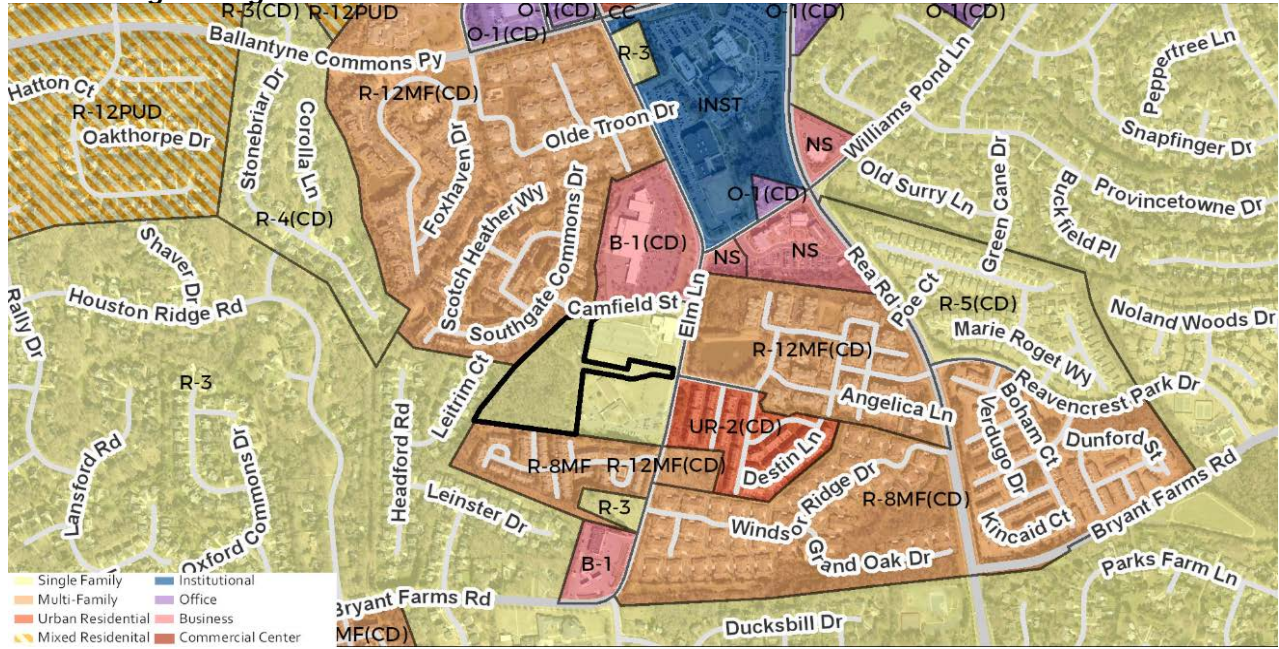 R-3(CD)
R-12PUD
O-1(CD)
O-1(CD)
CC
O-1(CD)
O-1(CD)
Ballantyne Commons Py
R-3
Hatton Ct
R-12PUD
Oakthorpe Dr
Stonebriar Dr
Corolla Ln
R-12MF(CD)
Foxhaven Dr
Olde Troon Dr
INST
NS
Williams Pond Ln
Peppertree Ln
Snapfinger Dr
Provincetowne Dr
Old Surry Ln
Green Cane Dr
Buckfield Pl
R-4(CD)
Scotch Heather Wy
Southgate Commons Dr
O-1(CD)
B-1(CD)
NS
NS
Rea Rd
Poe Ct
R-5(CD)
Shaver Dr
Houston Ridge Rd
Rally Dr
Camfield St
Elm Ln
Noland Woods Dr
Marie Roget Wy
Reavencrest Park Dr
R-12MF(CD)
Angelica Ln
R-3
Leitrim Ct
Headford Rd
Lansford Rd
Oxford Commons Dr
UR-2(CD)
Destin Ln
Boham Ct
Verdugo Dr
Dunford St
R-8MF
R-12MF(CD)
R-3
Leinster Dr
Windsor Ridge Dr
R-8MF(CD)
Kincaid Ct
Bryant Farms Rd
Grand Oak Dr
B-1
Parks Farm Ln
Bryant Farms Rd
Ducksbill Dr
MF(CD)
Single Family
Institutional
Multi-Family
Office
Urban Residential
Business
Mixed Residenital
Commercial Center